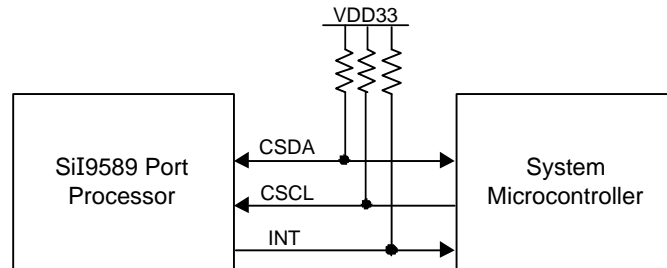 VDD33
CSDA
SiI9589 Port
Processor
System
Microcontroller
CSCL
INT